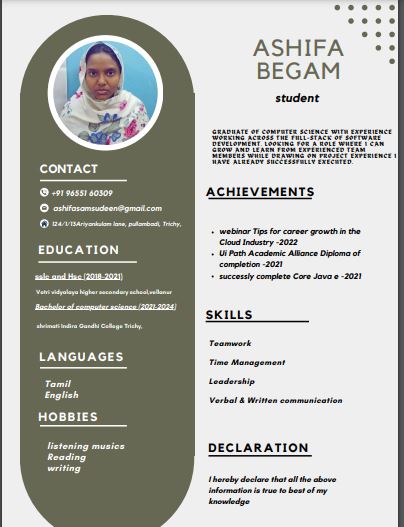 ASHIFA
BEGAM
student
GRADUATE OF COMPUTER SCIENCE WITH EXPERIENCE
WORKING ACROSS THE FULL-STACK OF SOFTWARE
DEVELOPMENT. LOOKING FOR A ROLE WHERE I CAN
GROW AND LEARN FROM EXPERIENCED TEAM
MEMBERS WHILE DRAWING ON PROJECT EXPERIENCE I
HAVE ALREADY SUCCESSFULLY EXECUTED.
CONTACT
+91 96551 60309
ashifasamsudeen@gmail.com
124/1/13Ariyankulam lane, pullambadi, Trichy,
EDUCATION
sslc and Hsc (2018-2021)
Vetri vidyalaya higher secondary school,vellanur
Bachelor of computer science (2021-2024)
shrimati Indira Gandhi College Trichy,
LANGUAGES
Tamil
English
HOBBIES
listening musics
Reading
writing
ACHIEVEMENTS
• webinar Tips for career growth in the
Cloud Industry -2022
• Ui Path Academic Alliance Diploma of
completion -2021
• successly complete Core Java e -2021
SKILLS
Teamwork
Time Management
Leadership
Verbal & Written communication
DECLARATION
I hereby declare that all the above
information is true to best of my
knowledge